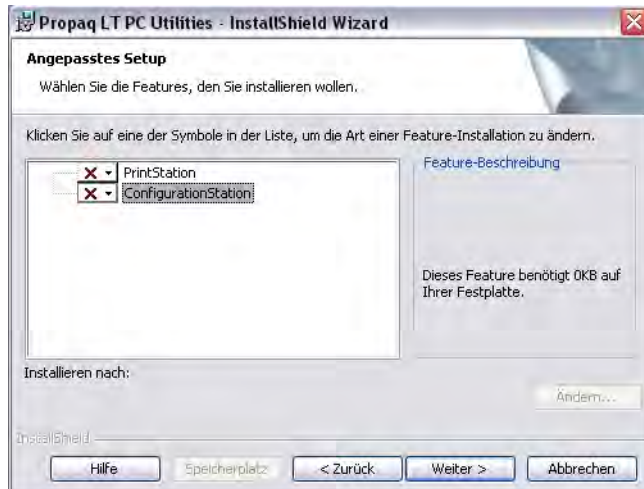 Propaq LT PC Utilities - InstallShield Wizard
Angepasstes Setup
Wählen Sie die Features, den Sie installieren wollen.
Klicken Sie auf eine der Symbole in der Liste, um die Art einer Feature-Installation zu ändern.
PrintStation
ConfigurationStation
Feature-Beschreibung
Dieses Feature benötigt 0KB auf
Ihrer Festplatte.
Installieren nach:
Ändern...
InstallShield
Hilfe
Speicherplatz
< Zurück
Weiter >
Abbrechen